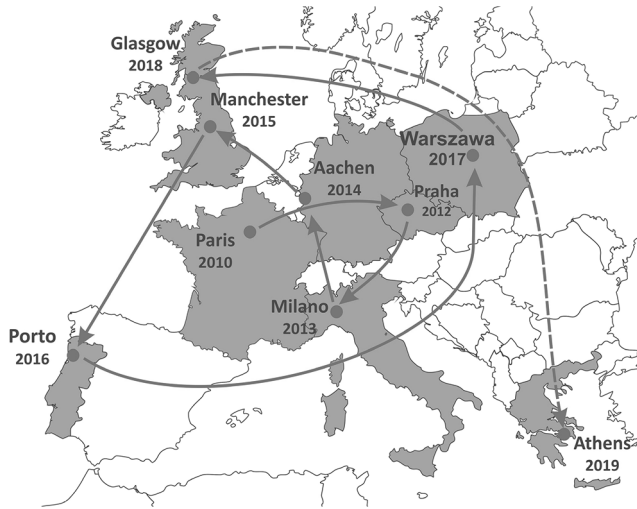 Glasgow
2018
Manchester
2015
Warszawa
2017
Aachen
2014
Praha
2012
Paris
2010
Milano
2013
Porto
2016
Athens
2019